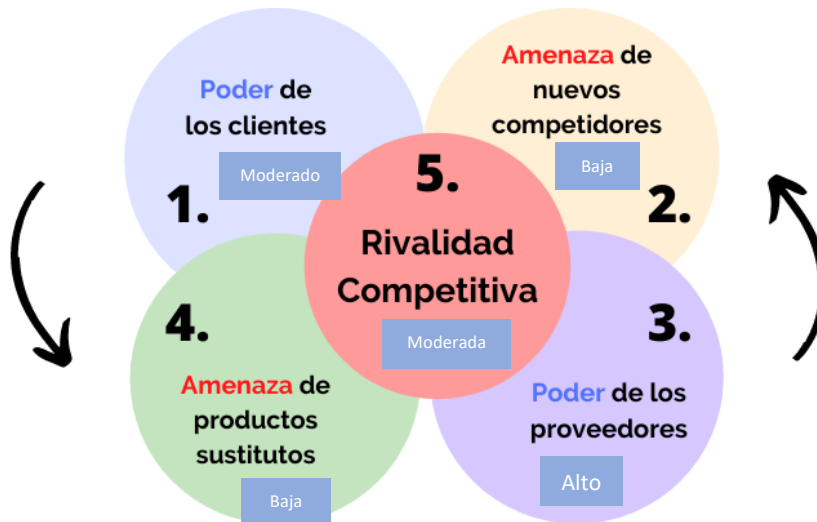 Poder de
los clientes
Moderado
1.
Amenaza de
nuevos
competidores
Baja
2.
5.
Rivalidad
Competitiva
Moderada
4.
Amenaza de
productos
sustitutos
Baja
3.
Poder de los
proveedores
Alto